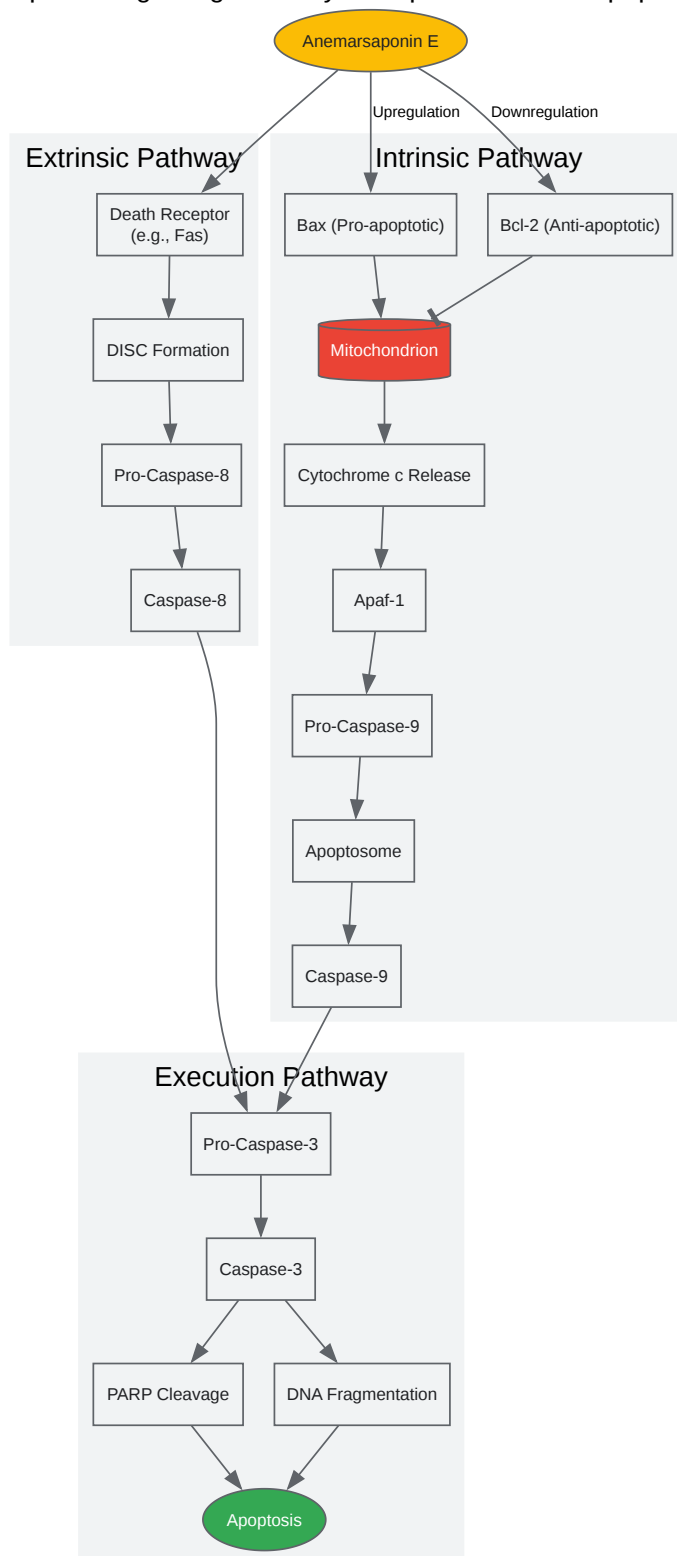 Anemarsaponin E
Upregulation
Downregulation
Extrinsic Pathway
Intrinsic Pathway
Death Receptor
(e.g., Fas)
Bax (Pro-apoptotic)
Bcl-2 (Anti-apoptotic)
DISC Formation
Mitochondrion
Pro-Caspase-8
Cytochrome c Release
Caspase-8
Apaf-1
Pro-Caspase-9
Apoptosome
Caspase-9
Execution Pathway
Pro-Caspase-3
Caspase-3
PARP Cleavage
DNA Fragmentation
Apoptosis